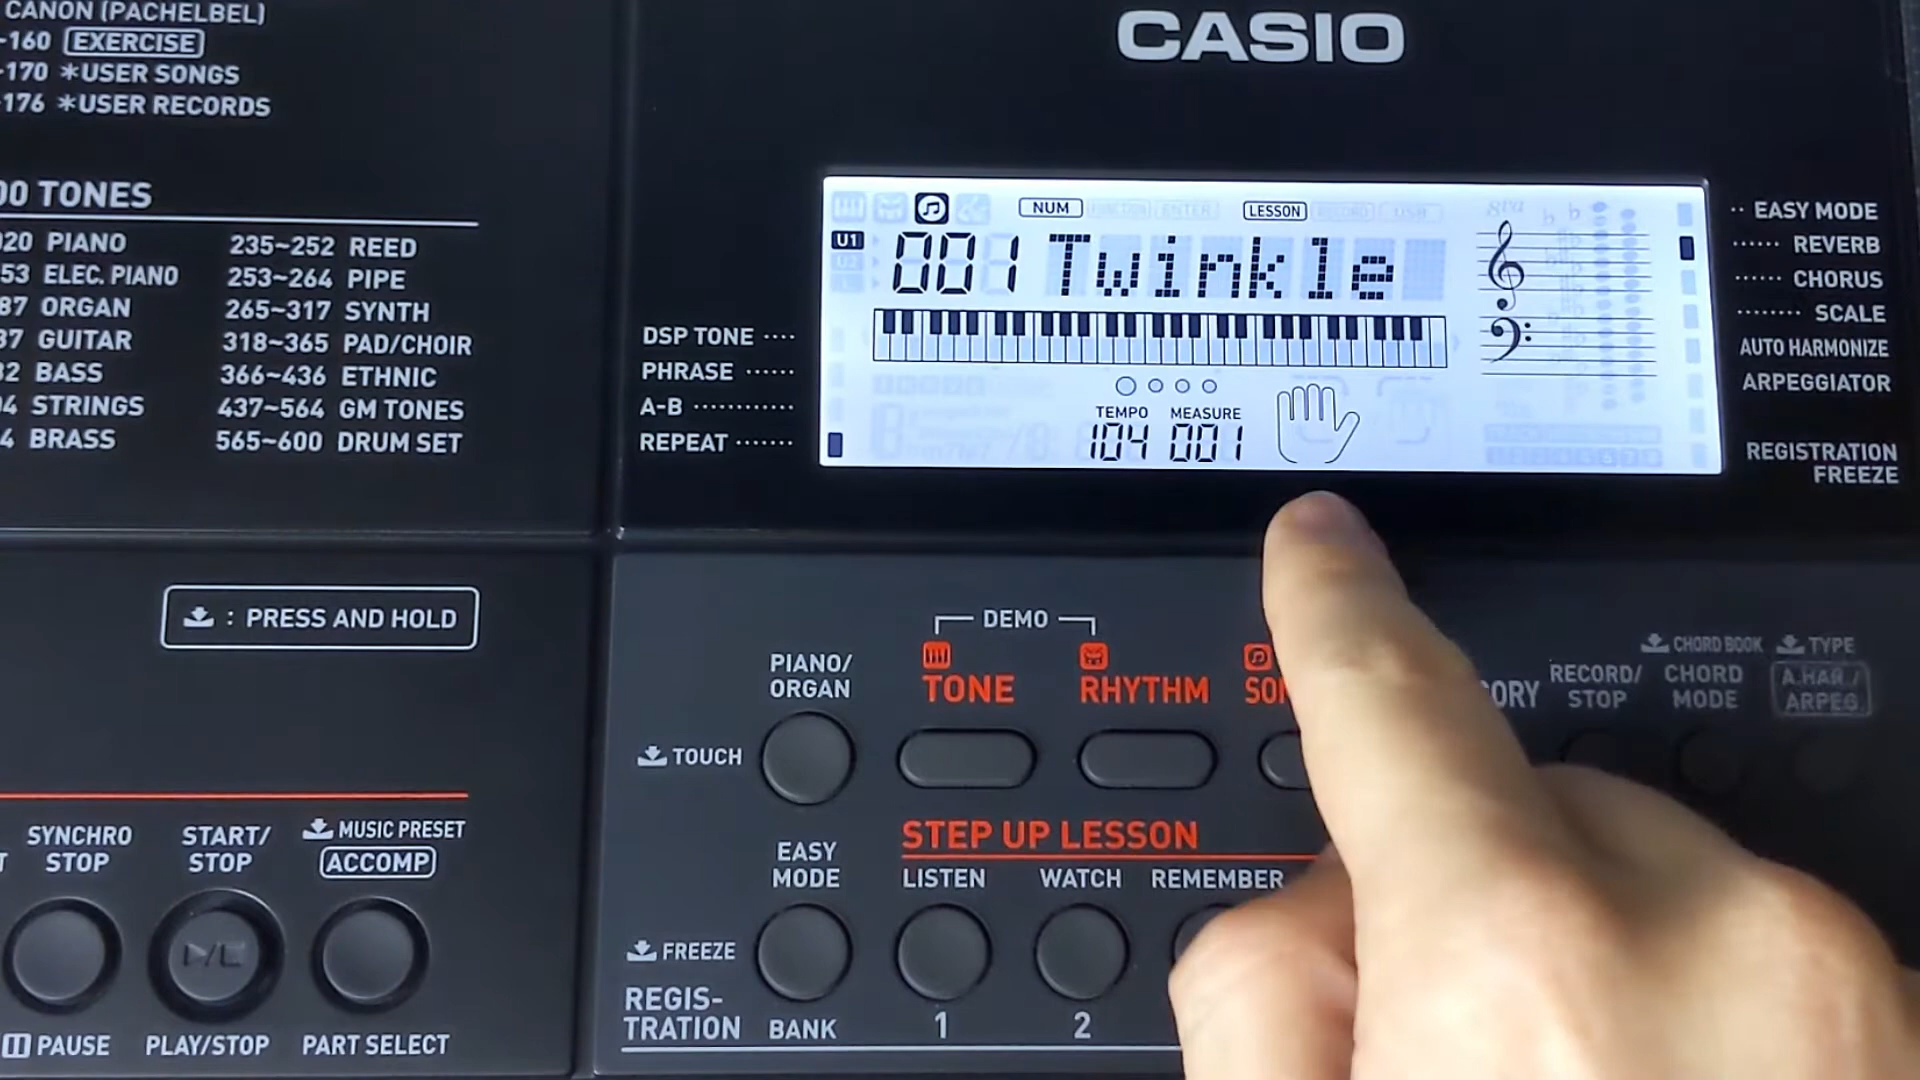 CANON (PACHELBEL)
-160 EXERCISE
-170 *USER SONGS
-176 *USER RECORDS
00 TONES
020 PIANO
53 ELEC. PIANO
87 ORGAN
37 GUITAR
32 BASS
04 STRINGS
4 BRASS
235~252 REED
253~264 PIPE
265~317 SYNTH
318~365 PAD/CHOIR
366~436 ETHNIC
437~564 GM TONES
565~600 DRUM SET
: PRESS AND HOLD
SYNCHRO STOP
START/ STOP
MUSIC PRESET
ACCOMP
PAUSE
PLAY/STOP
PART SELECT
CASIO
DSP TONE
PHRASE
A-B
REPEAT
NUM
LESSON
U1
001 Twinkle
TEMPO MEASURE
104 001
EASY MODE
REVERB
CHORUS
SCALE
AUTO HARMONIZE
ARPEGGIATOR
REGISTRATION
FREEZE
DEMO
PIANO/
ORGAN
TONE
RHYTHM
SON
ORY
RECORD/
STOP
CHORD BOOK
CHORD
MODE
TYPE
A.HAR./
ARPEG.
TOUCH
STEP UP LESSON
EASY
MODE
LISTEN
WATCH
REMEMBER
FREEZE
REGIS-
TRATION
BANK
1
2